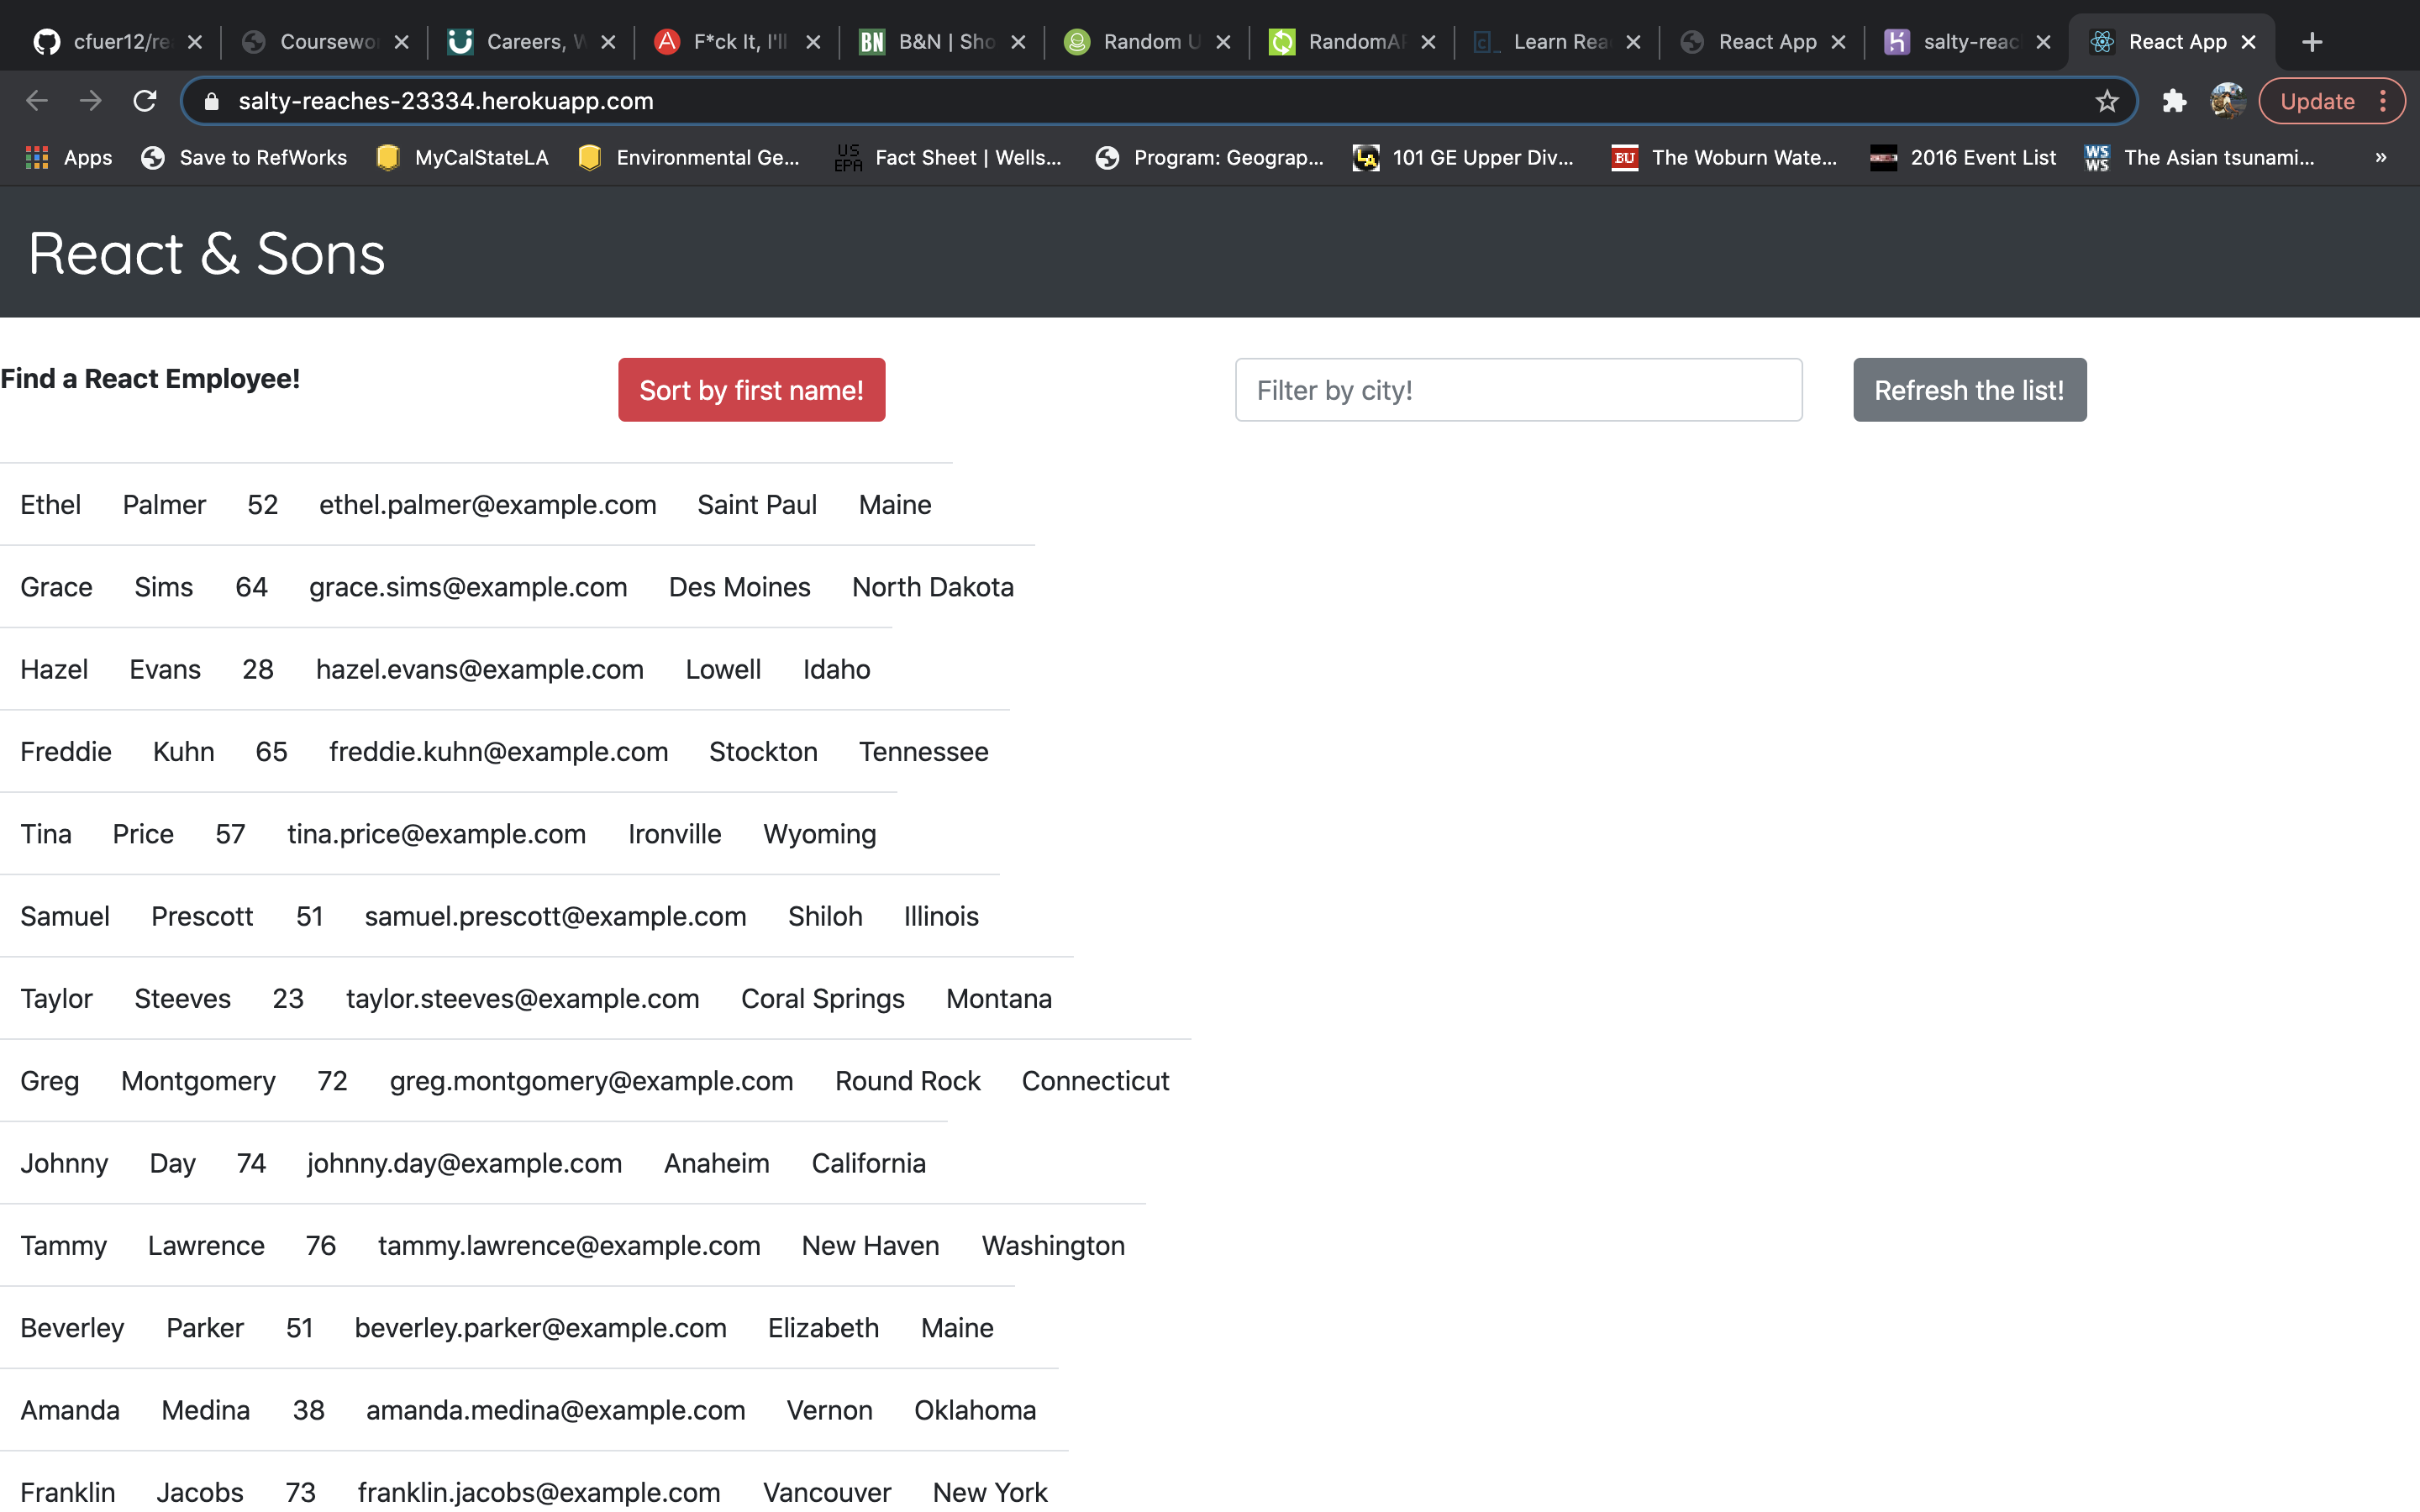 cfuer12/re Coursewo Careers, W F*ck It, I'll BN B&N | Sho Random U RandomAP Learn Rea React App salty-reac React App
salty-reaches-23334.herokuapp.com Update
Apps Save to RefWorks MyCalStateLA Environmental Ge... US EPA Fact Sheet | Wells... Program: Geograp... LA 101 GE Upper Div... BU The Woburn Wate... 2016 Event List WS WS The Asian tsunami... »
React & Sons
Find a React Employee! Sort by first name! Filter by city! Refresh the list!
Ethel Palmer 52 ethel.palmer@example.com Saint Paul Maine
Grace Sims 64 grace.sims@example.com Des Moines North Dakota
Hazel Evans 28 hazel.evans@example.com Lowell Idaho
Freddie Kuhn 65 freddie.kuhn@example.com Stockton Tennessee
Tina Price 57 tina.price@example.com Ironville Wyoming
Samuel Prescott 51 samuel.prescott@example.com Shiloh Illinois
Taylor Steeves 23 taylor.steeves@example.com Coral Springs Montana
Greg Montgomery 72 greg.montgomery@example.com Round Rock Connecticut
Johnny Day 74 johnny.day@example.com Anaheim California
Tammy Lawrence 76 tammy.lawrence@example.com New Haven Washington
Beverley Parker 51 beverley.parker@example.com Elizabeth Maine
Amanda Medina 38 amanda.medina@example.com Vernon Oklahoma
Franklin Jacobs 73 franklin.jacobs@example.com Vancouver New York